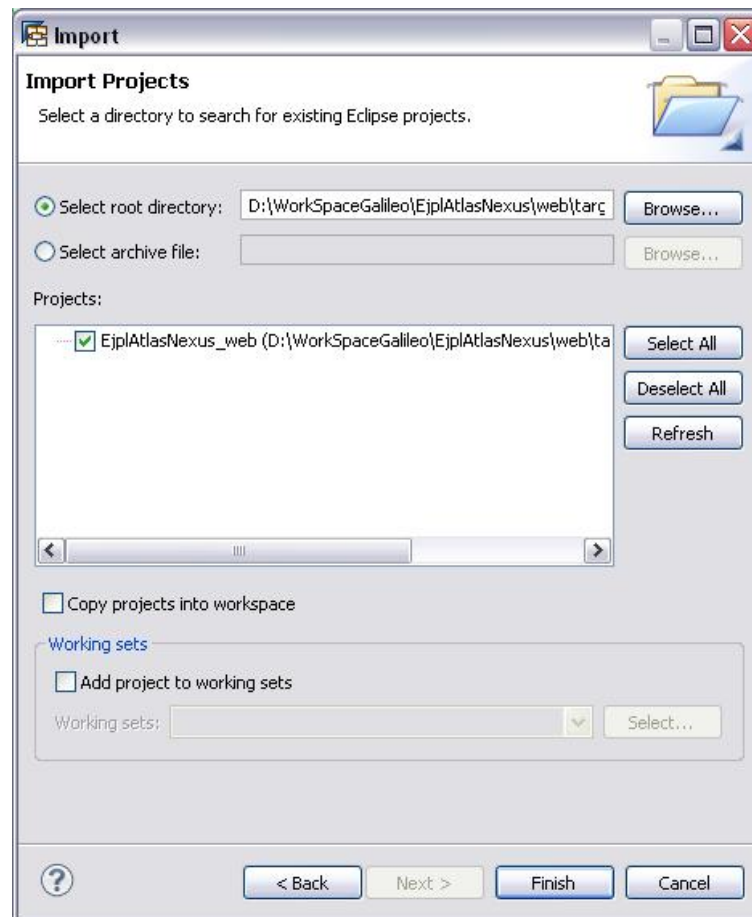 Import
Import Projects
Select a directory to search for existing Eclipse projects.
Select root directory: D:\WorkSpaceGalileo\EjplAtlasNexus\web\targ Browse...
Select archive file: Browse...
Projects:
EjplAtlasNexus_web (D:\WorkSpaceGalileo\EjplAtlasNexus\web\ta
Select All
Deselect All
Refresh
Copy projects into workspace
Working sets
Add project to working sets
Working sets: Select...
? < Back Next > Finish Cancel